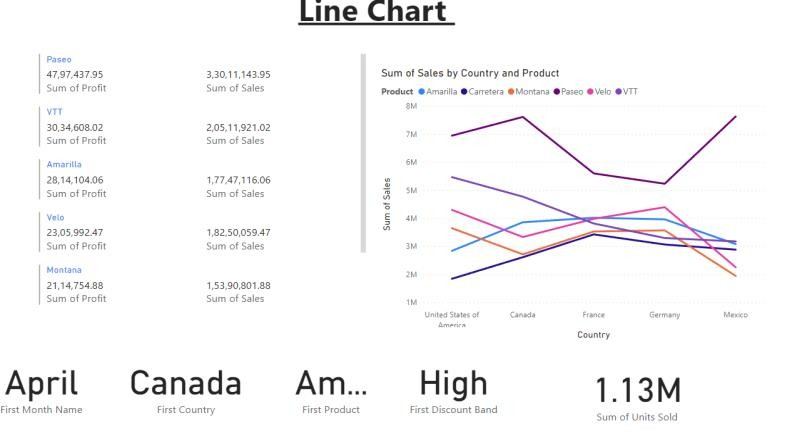 Line Chart
Paseo
47,97,437.95 3,30,11,143.95
Sum of Profit Sum of Sales
VTT
30,34,608.02 2,05,11,921.02
Sum of Profit Sum of Sales
Amarilla
28,14,104.06 1,77,47,116.06
Sum of Profit Sum of Sales
Velo
23,05,992.47 1,82,50,059.47
Sum of Profit Sum of Sales
Montana
21,14,754.88 1,53,90,801.88
Sum of Profit Sum of Sales
Sum of Sales by Country and Product
Product Amarilla Carretera Montana Paseo Velo VTT
8M
7M
6M
5M
4M
3M
2M
1M
Sum of Sales
United States of America Canada France Germany Mexico
Country
April Canada Am... High 1.13M
First Month Name First Country First Product First Discount Band Sum of Units Sold